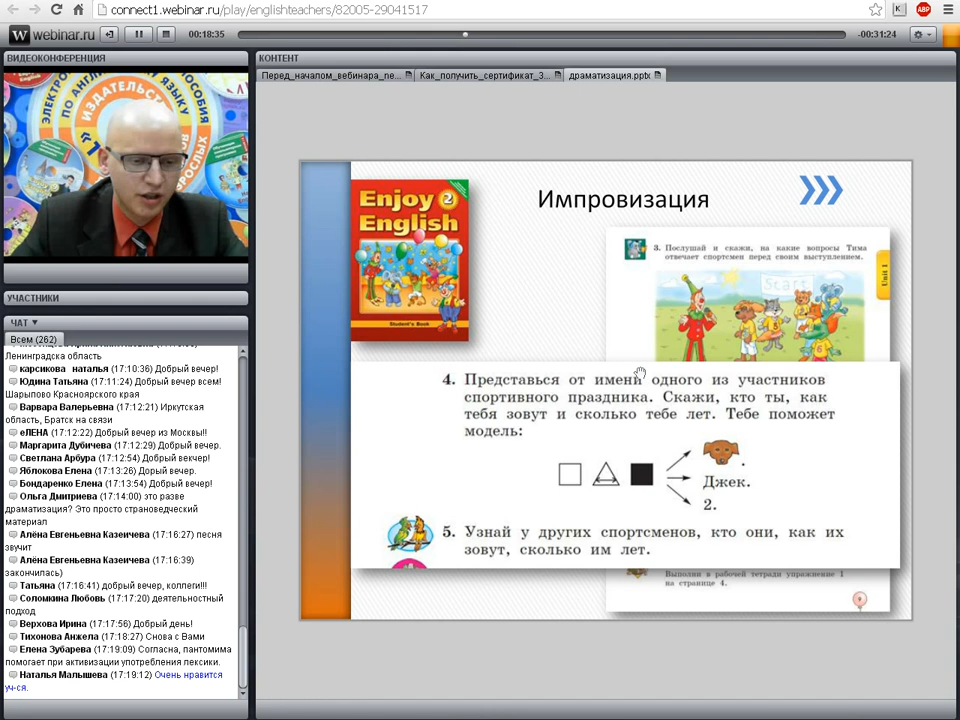 connect1.webinar.ru/play/englishteachers/82005-29041517
webinar.ru
00:18:35
-00:31:24
ВИДЕОКОНФЕРЕНЦИЯ
ЭЛЕКТРО
ПОСОБИЯ
ПО АНГЛ
ЯЗЫКУ
ИЗДАТЕЛЬСТВ
УЧАСТНИКИ
ЧАТ ▼
Всем (262)
Ленинградска область
карсикова наталья (17:10:36) Добрый вечер!
Юдина Татьяна (17:11:24) Добрый вечер всем!
Шарыпово Красноярского края
Варвара Валерьевна (17:12:21) Иркутская
область, Братск на связи
еЛЕНА (17:12:22) Добрый вечер из Москвы!!
Маргарита Дубичева (17:12:29) Добрый вечер.
Светлана Арбура (17:12:54) Добрый векчер!
Яблокова Елена (17:13:26) Дорый вечер.
Бондаренко Елена (17:13:54) Добрый вечер!
Ольга Дмитриева (17:14:00) это разве
драматизация? Это просто страноведческий
материал
Алёна Евгеньевна Казеичева (17:16:27) песня
звучит
Алёна Евгеньевна Казеичева (17:16:39)
закончилась)
Татьяна (17:16:41) добрый вечер, коллеги!!!
Соломкина Любовь (17:17:20) деятельностный
подход
Верхова Ирина (17:17:56) Добрый день!
Тихонова Анжела (17:18:27) Снова с Вами
Елена Зубарева (17:19:09) Согласна, пантомима
помогает при активизации употребления лексики.
Наталья Малышева (17:19:12) Очень нравится
уч-ся.
КОНТЕНТ
Перед_началом_вебинара_пе...
Как_получить_сертификат_3...
драматизация.pptx
Импровизация
Enjoy 2
English
Student's Book
3. Послушай и скажи, на какие вопросы Тима
отвечает спортсмен перед своим выступлением.
Unit 1
Start
6
4. Представься от имени одного из участников
спортивного праздника. Скажи, кто ты, как
тебя зовут и сколько тебе лет. Тебе поможет
модель:
.
Джек.
2.
5. Узнай у других спортсменов, кто они, как их
зовут, сколько им лет.
Выполни в рабочей тетради упражнение 1
на странице 4.